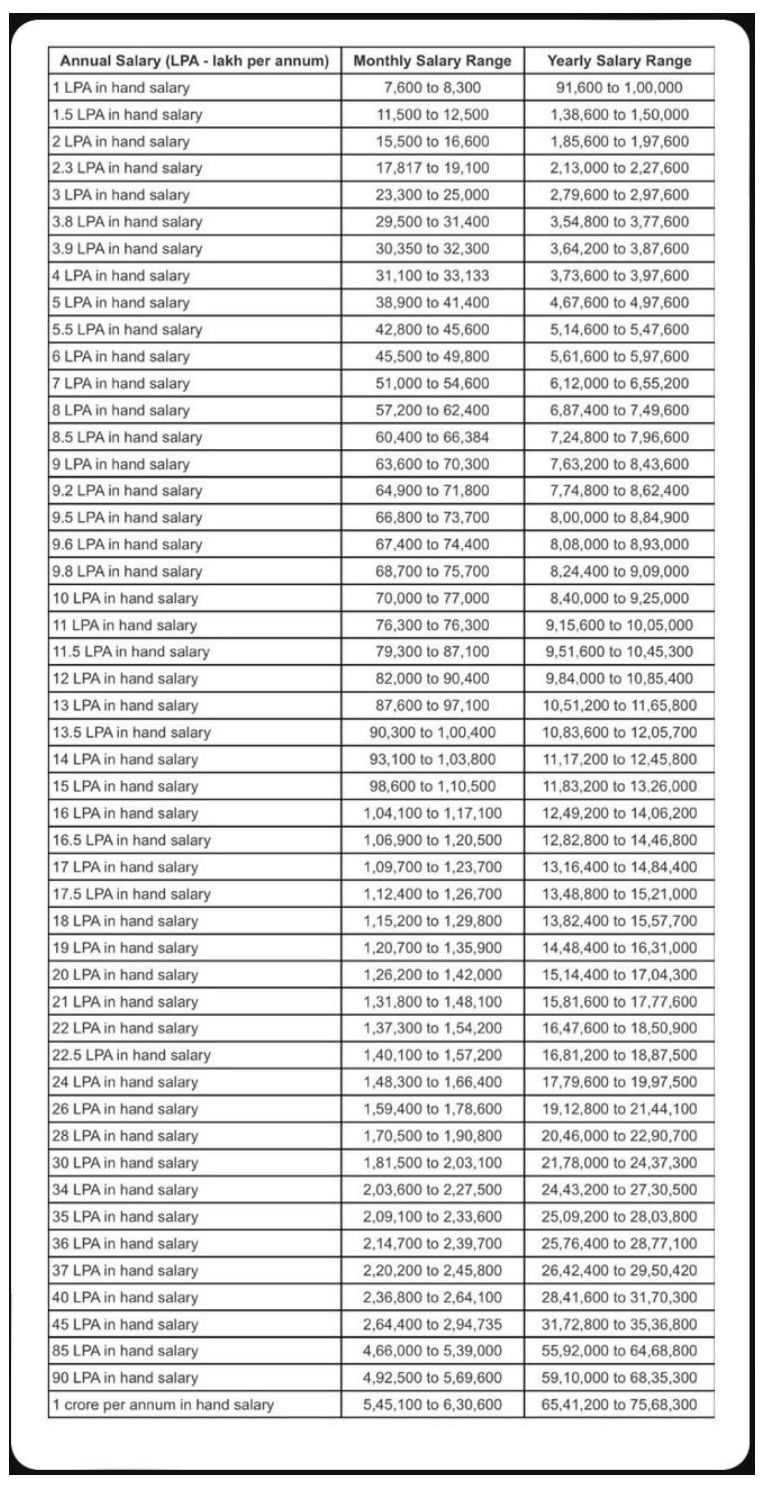 Annual Salary (LPA - lakh per annum) Monthly Salary Range Yearly Salary Range
1 LPA in hand salary 7,600 to 8,300 91,600 to 1,00,000
1.5 LPA in hand salary 11,500 to 12,500 1,38,600 to 1,50,000
2 LPA in hand salary 15,500 to 16,600 1,85,600 to 1,97,600
2.3 LPA in hand salary 17,817 to 19,100 2,13,000 to 2,27,600
3 LPA in hand salary 23,300 to 25,000 2,79,600 to 2,97,600
3.8 LPA in hand salary 29,500 to 31,400 3,54,800 to 3,77,600
3.9 LPA in hand salary 30,350 to 32,300 3,64,200 to 3,87,600
4 LPA in hand salary 31,100 to 33,133 3,73,600 to 3,97,600
5 LPA in hand salary 38,900 to 41,400 4,67,600 to 4,97,600
5.5 LPA in hand salary 42,800 to 45,600 5,14,600 to 5,47,600
6 LPA in hand salary 45,500 to 49,800 5,61,600 to 5,97,600
7 LPA in hand salary 51,000 to 54,600 6,12,000 to 6,55,200
8 LPA in hand salary 57,200 to 62,400 6,87,400 to 7,49,600
8.5 LPA in hand salary 60,400 to 66,384 7,24,800 to 7,96,600
9 LPA in hand salary 63,600 to 70,300 7,63,200 to 8,43,600
9.2 LPA in hand salary 64,900 to 71,800 7,74,800 to 8,62,400
9.5 LPA in hand salary 66,800 to 73,700 8,00,000 to 8,84,900
9.6 LPA in hand salary 67,400 to 74,400 8,08,000 to 8,93,000
9.8 LPA in hand salary 68,700 to 75,700 8,24,400 to 9,09,000
10 LPA in hand salary 70,000 to 77,000 8,40,000 to 9,25,000
11 LPA in hand salary 76,300 to 76,300 9,15,600 to 10,05,000
11.5 LPA in hand salary 79,300 to 87,100 9,51,600 to 10,45,300
12 LPA in hand salary 82,000 to 90,400 9,84,000 to 10,85,400
13 LPA in hand salary 87,600 to 97,100 10,51,200 to 11,65,800
13.5 LPA in hand salary 90,300 to 1,00,400 10,83,600 to 12,05,700
14 LPA in hand salary 93,100 to 1,03,800 11,17,200 to 12,45,800
15 LPA in hand salary 98,600 to 1,10,500 11,83,200 to 13,26,000
16 LPA in hand salary 1,04,100 to 1,17,100 12,49,200 to 14,06,200
16.5 LPA in hand salary 1,06,900 to 1,20,500 12,82,800 to 14,46,800
17 LPA in hand salary 1,09,700 to 1,23,700 13,16,400 to 14,84,400
17.5 LPA in hand salary 1,12,400 to 1,26,700 13,48,800 to 15,21,000
18 LPA in hand salary 1,15,200 to 1,29,800 13,82,400 to 15,57,700
19 LPA in hand salary 1,20,700 to 1,35,900 14,48,400 to 16,31,000
20 LPA in hand salary 1,26,200 to 1,42,000 15,14,400 to 17,04,300
21 LPA in hand salary 1,31,800 to 1,48,100 15,81,600 to 17,77,600
22 LPA in hand salary 1,37,300 to 1,54,200 16,47,600 to 18,50,900
22.5 LPA in hand salary 1,40,100 to 1,57,200 16,81,200 to 18,87,500
24 LPA in hand salary 1,48,300 to 1,66,400 17,79,600 to 19,97,500
26 LPA in hand salary 1,59,400 to 1,78,600 19,12,800 to 21,44,100
28 LPA in hand salary 1,70,500 to 1,90,800 20,46,000 to 22,90,700
30 LPA in hand salary 1,81,500 to 2,03,100 21,78,000 to 24,37,300
34 LPA in hand salary 2,03,600 to 2,27,500 24,43,200 to 27,30,500
35 LPA in hand salary 2,09,100 to 2,33,600 25,09,200 to 28,03,800
36 LPA in hand salary 2,14,700 to 2,39,700 25,76,400 to 28,77,100
37 LPA in hand salary 2,20,200 to 2,45,800 26,42,400 to 29,50,420
40 LPA in hand salary 2,36,800 to 2,64,100 28,41,600 to 31,70,300
45 LPA in hand salary 2,64,400 to 2,94,735 31,72,800 to 35,36,800
85 LPA in hand salary 4,66,000 to 5,39,000 55,92,000 to 64,68,800
90 LPA in hand salary 4,92,500 to 5,69,600 59,10,000 to 68,35,300
1 crore per annum in hand salary 5,45,100 to 6,30,600 65,41,200 to 75,68,300